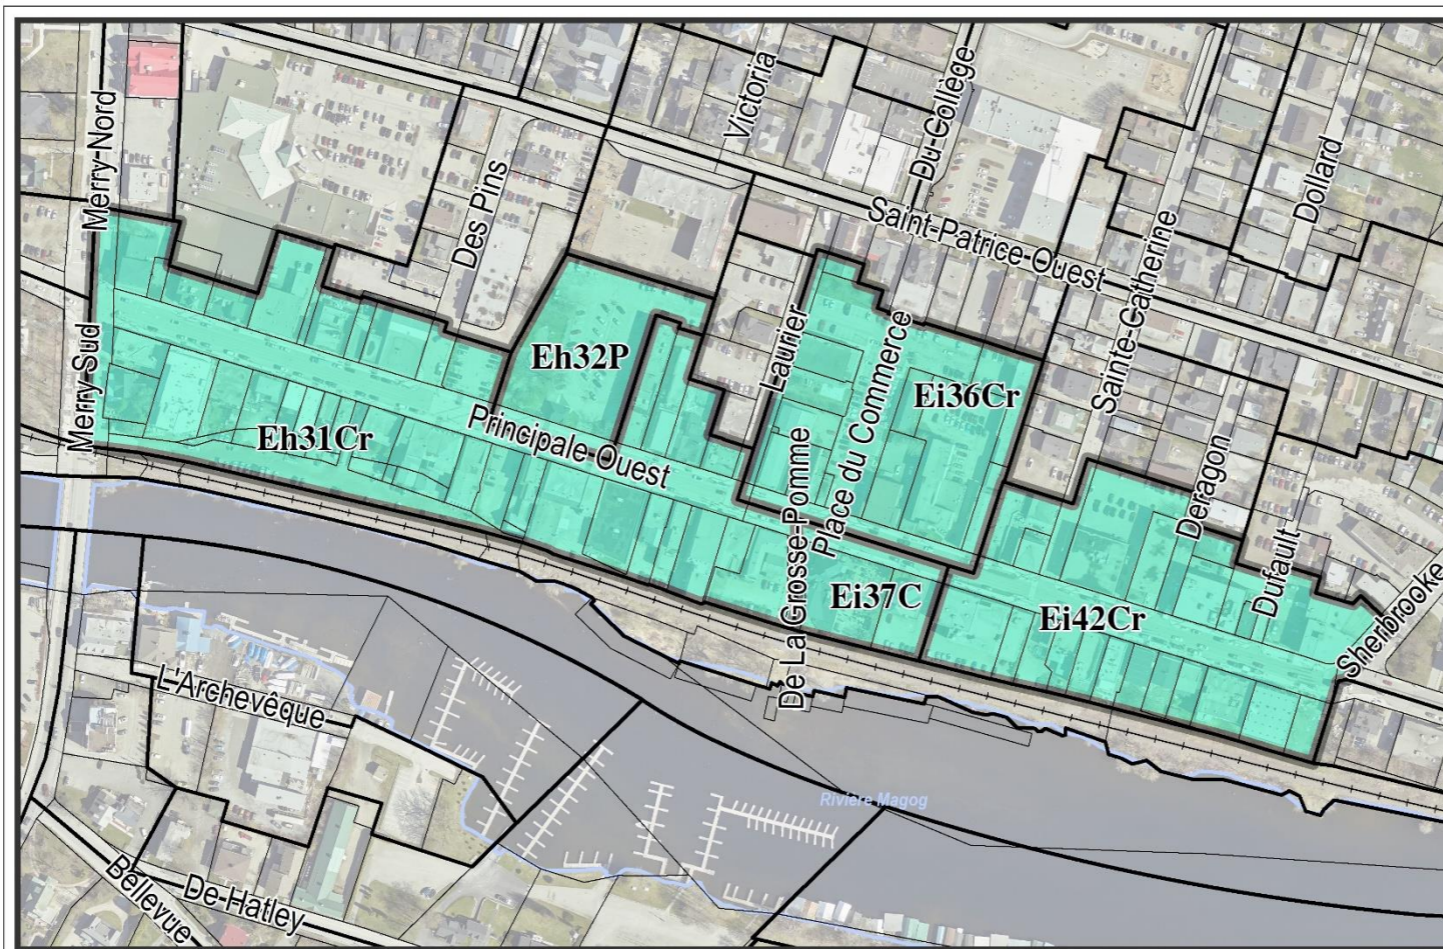 Merry-Nord
Victoria
Du-Collège
Des Pins
Dollard
Saint-Patrice-Ouest
Sainte-Catherine
Merry-Sud
Laurier
Place du Commerce
Eh32P
Ei36Cr
Eh31Cr
Principale-Ouest
Deragon
De La Grosse-Pomme
Dufault
Ei37C
Ei42Cr
Sherbrooke
L'Archevêque
Rivière Magog
Bellevue
De-Hatley